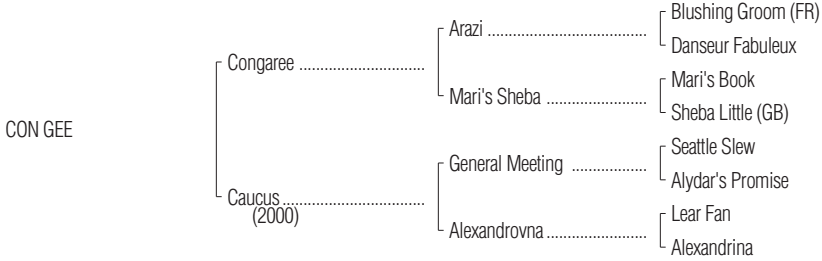 Blushing Groom (FR)
Arazi ......................................
Danseur Fabuleux
Congaree ..............................
Mari's Book
Mari's Sheba ........................
Sheba Little (GB)
CON GEE
Seattle Slew
General Meeting ..................
Alydar's Promise
Caucus ..................................
(2000)
Lear Fan
Alexandrovna ........................
Alexandrina